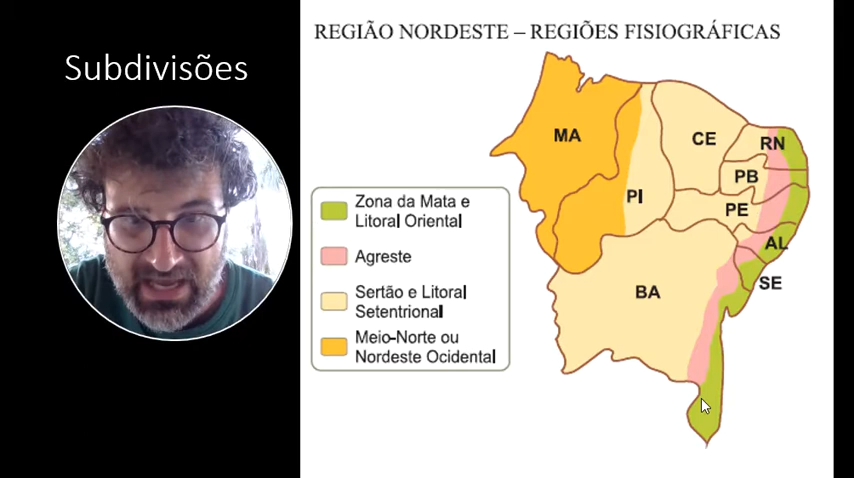 Subdivisões
REGIÃO NORDESTE – REGIÕES FISIOGRÁFICAS
MA
CE
RN
PB
PI
PE
AL
SE
BA
Zona da Mata e
Litoral Oriental
Agreste
Sertão e Litoral
Setentrional
Meio-Norte ou
Nordeste Ocidental